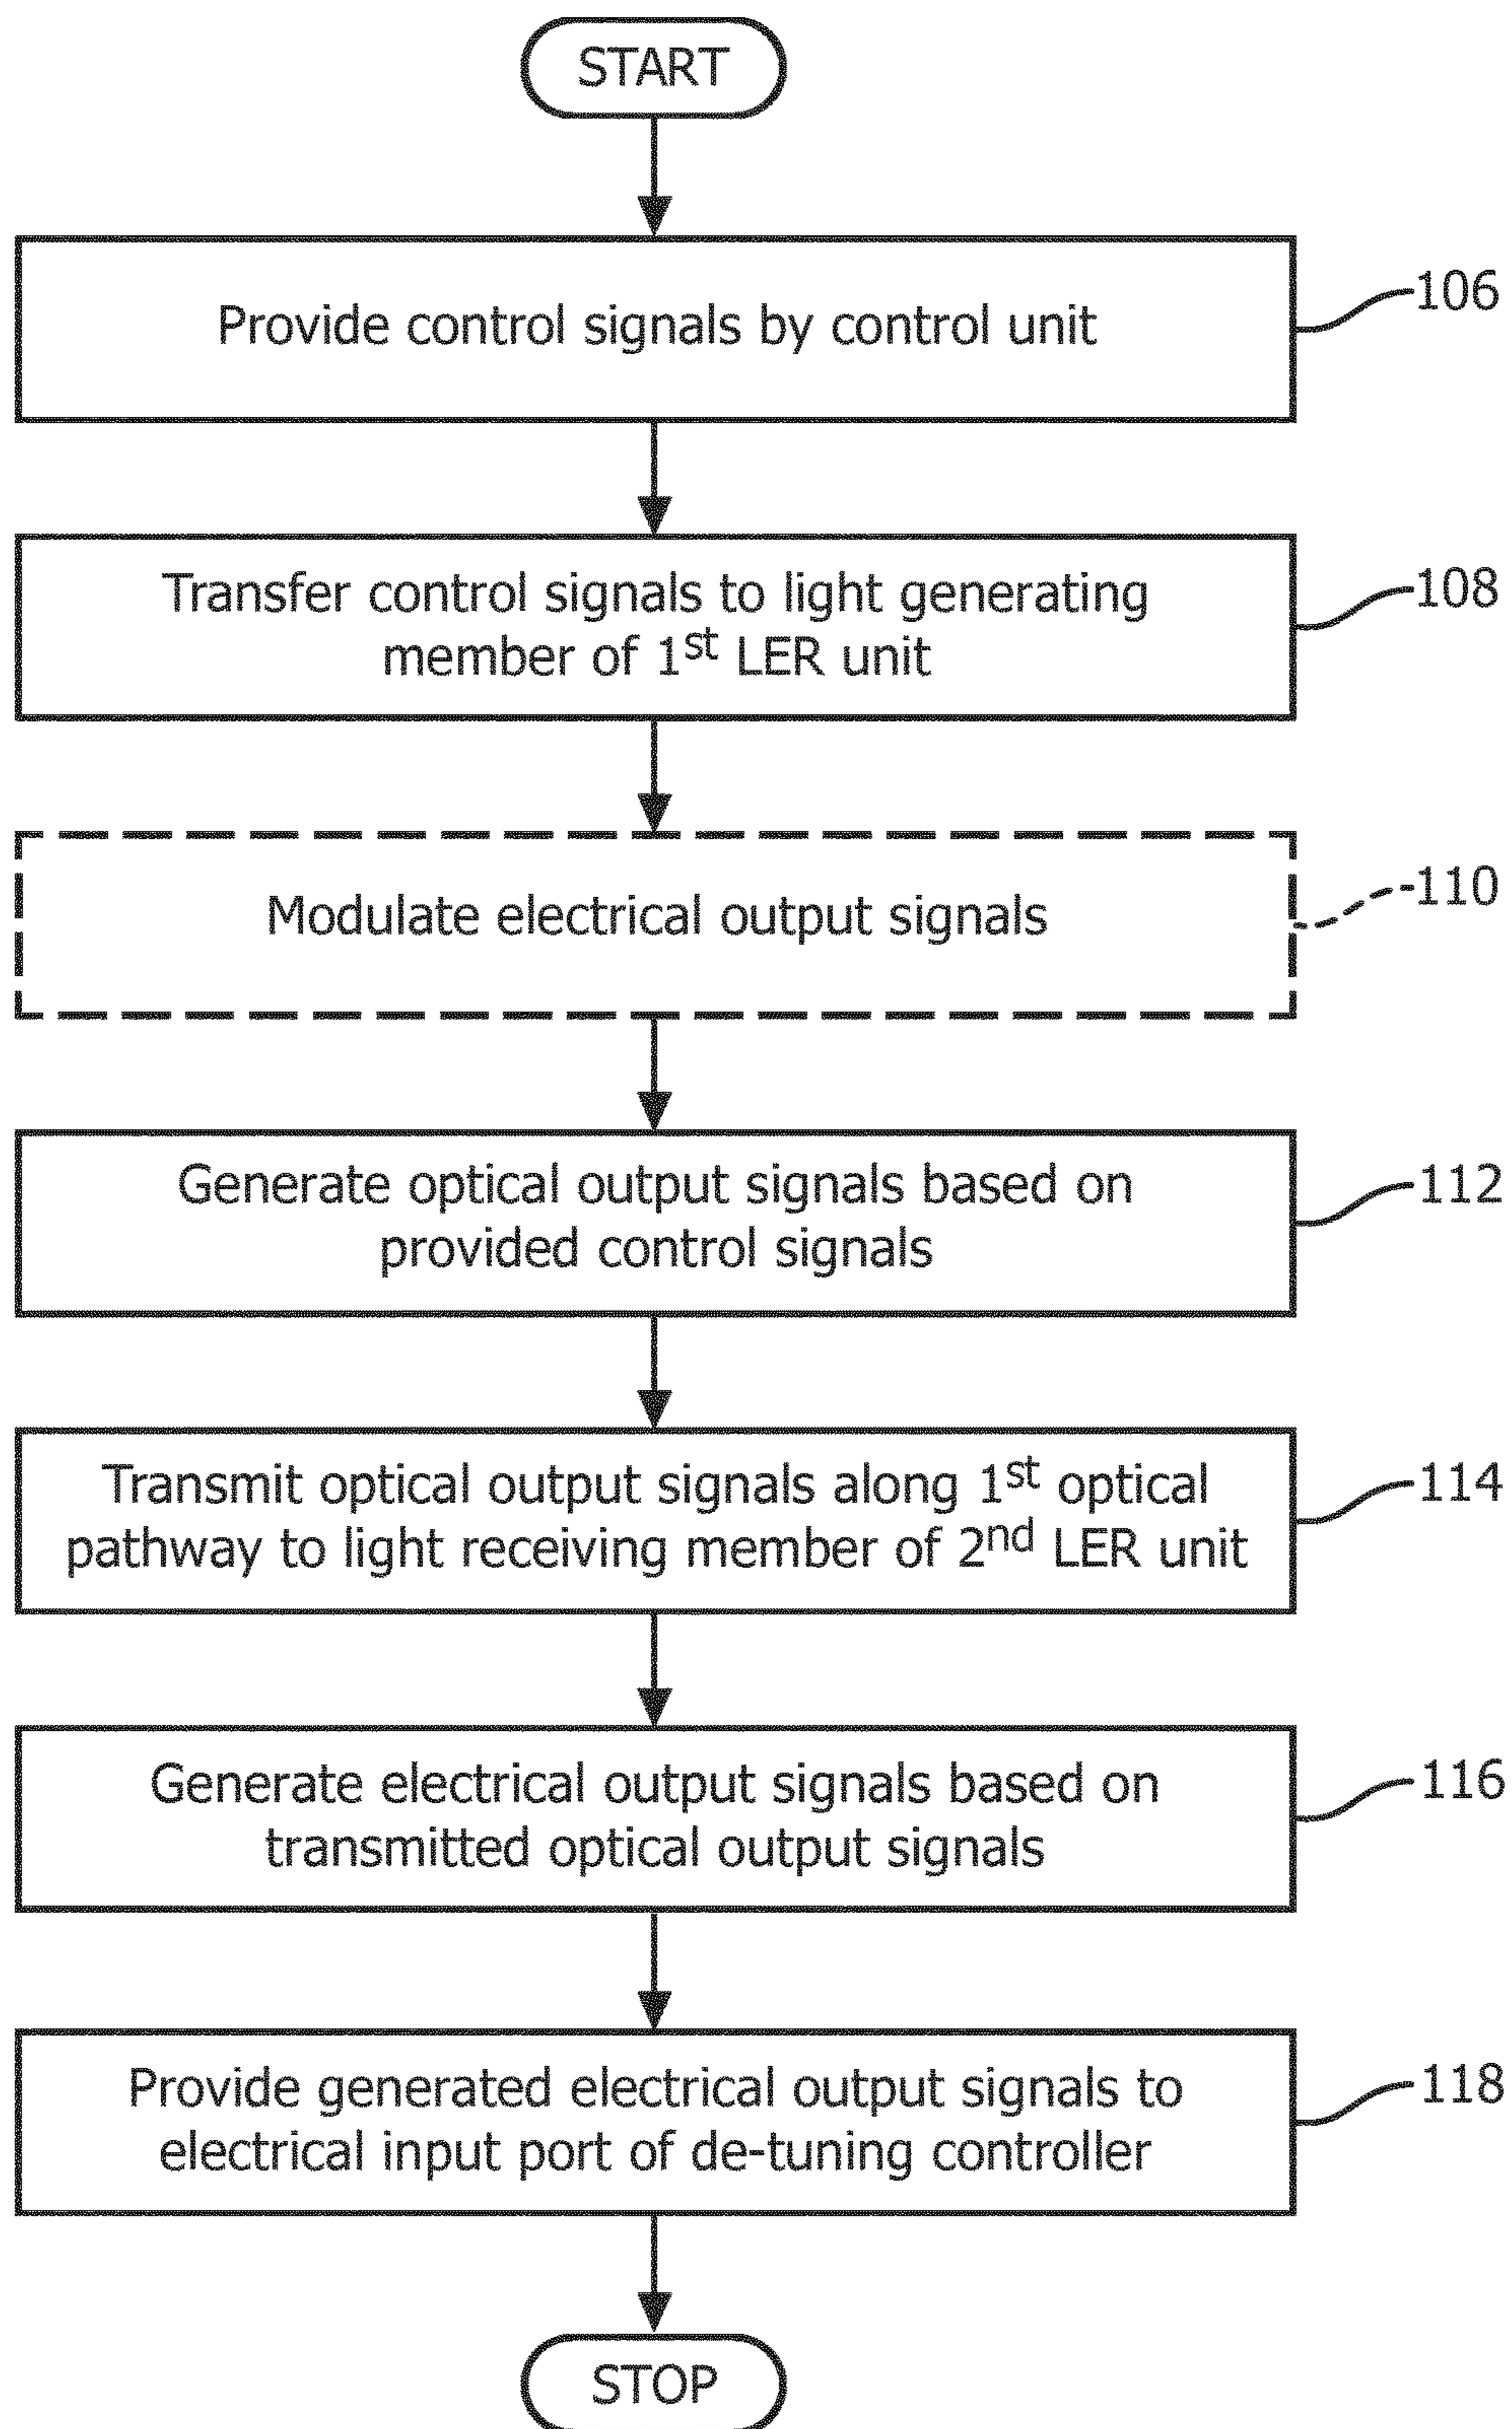 START
Provide control signals by control unit
106
Transfer control signals to light generating
member of 1st LER unit
108
Modulate electrical output signals
110
Generate optical output signals based on
provided control signals
112
Transmit optical output signals along 1st optical
pathway to light receiving member of 2nd LER unit
114
Generate electrical output signals based on
transmitted optical output signals
116
Provide generated electrical output signals to
electrical input port of de-tuning controller
118
STOP